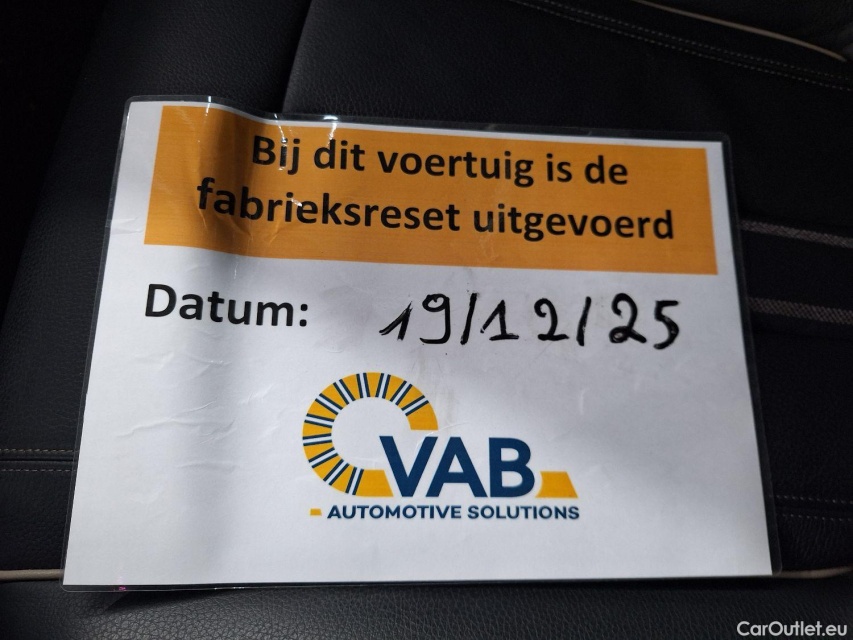 Bij dit voertuig is de
fabrieksreset uitgevoerd
Datum: 19/12/25
VAB
AUTOMOTIVE SOLUTIONS
CarOutlet.eu